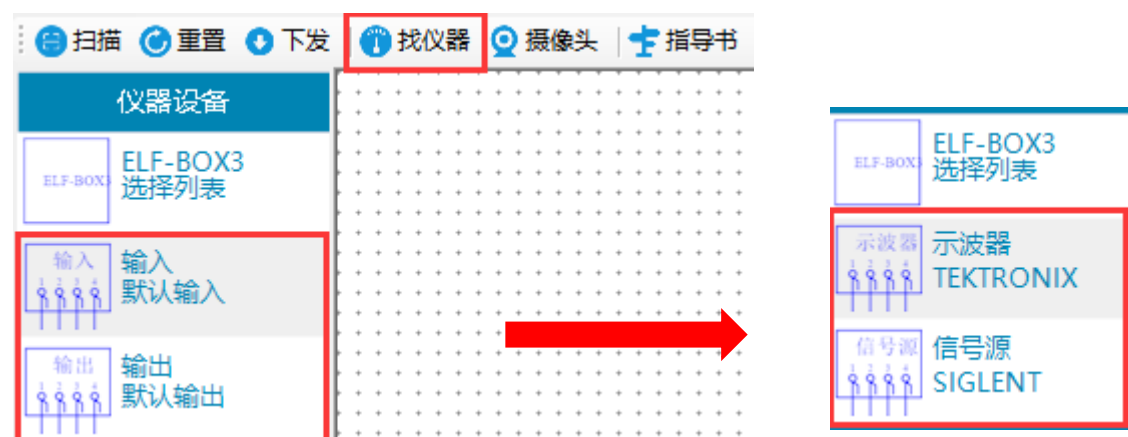 扫描 重置 下发 找仪器 摄像头 指导书
仪器设备
ELF-BOX3
ELF-BOX3
选择列表
输入
1 2 3 4
输入
默认输入
输出
1 2 3 4
输出
默认输出
ELF-BOX3
ELF-BOX3
选择列表
示波器
1 2 3 4
示波器
TEKTRONIX
信号源
1 2 3 4
信号源
SIGLENT